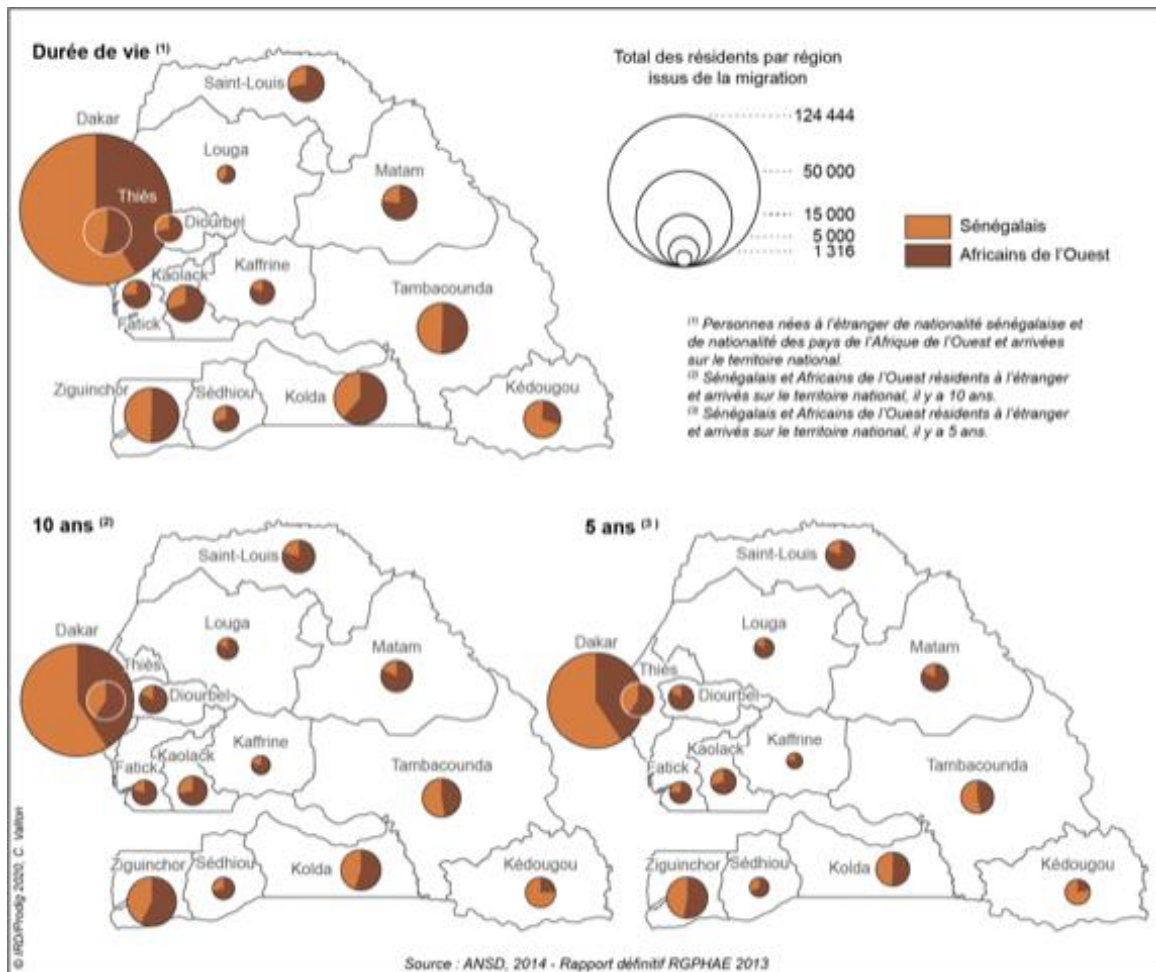 Durée de vie (1)
Saint-Louis
Dakar
Louga
Thiès
Matam
Diourbel
Kaolack
Kaffrine
Fatick
Tambacounda
Ziguinchor
Sédhiou
Kolda
Kédougou
Total des résidents par région
issus de la migration
124 444
50 000
15 000
5 000
1 316
Sénégalais
Africains de l'Ouest
(1) Personnes nées à l'étranger de nationalité sénégalaise et
de nationalité des pays de l'Afrique de l'Ouest et arrivées
sur le territoire national.
(2) Sénégalais et Africains de l'Ouest résidents à l'étranger
et arrivés sur le territoire national, il y a 10 ans.
(3) Sénégalais et Africains de l'Ouest résidents à l'étranger
et arrivés sur le territoire national, il y a 5 ans.
10 ans (2)
Saint-Louis
Dakar
Louga
Thiès
Matam
Diourbel
Kaolack
Kaffrine
Fatick
Tambacounda
Ziguinchor
Sédhiou
Kolda
Kédougou
5 ans (3)
Saint-Louis
Dakar
Louga
Thiès
Matam
Diourbel
Kaolack
Kaffrine
Fatick
Tambacounda
Ziguinchor
Sédhiou
Kolda
Kédougou
© IRD/Prodig 2020, C. Valton
Source : ANSD, 2014 - Rapport définitif RGPHAE 2013